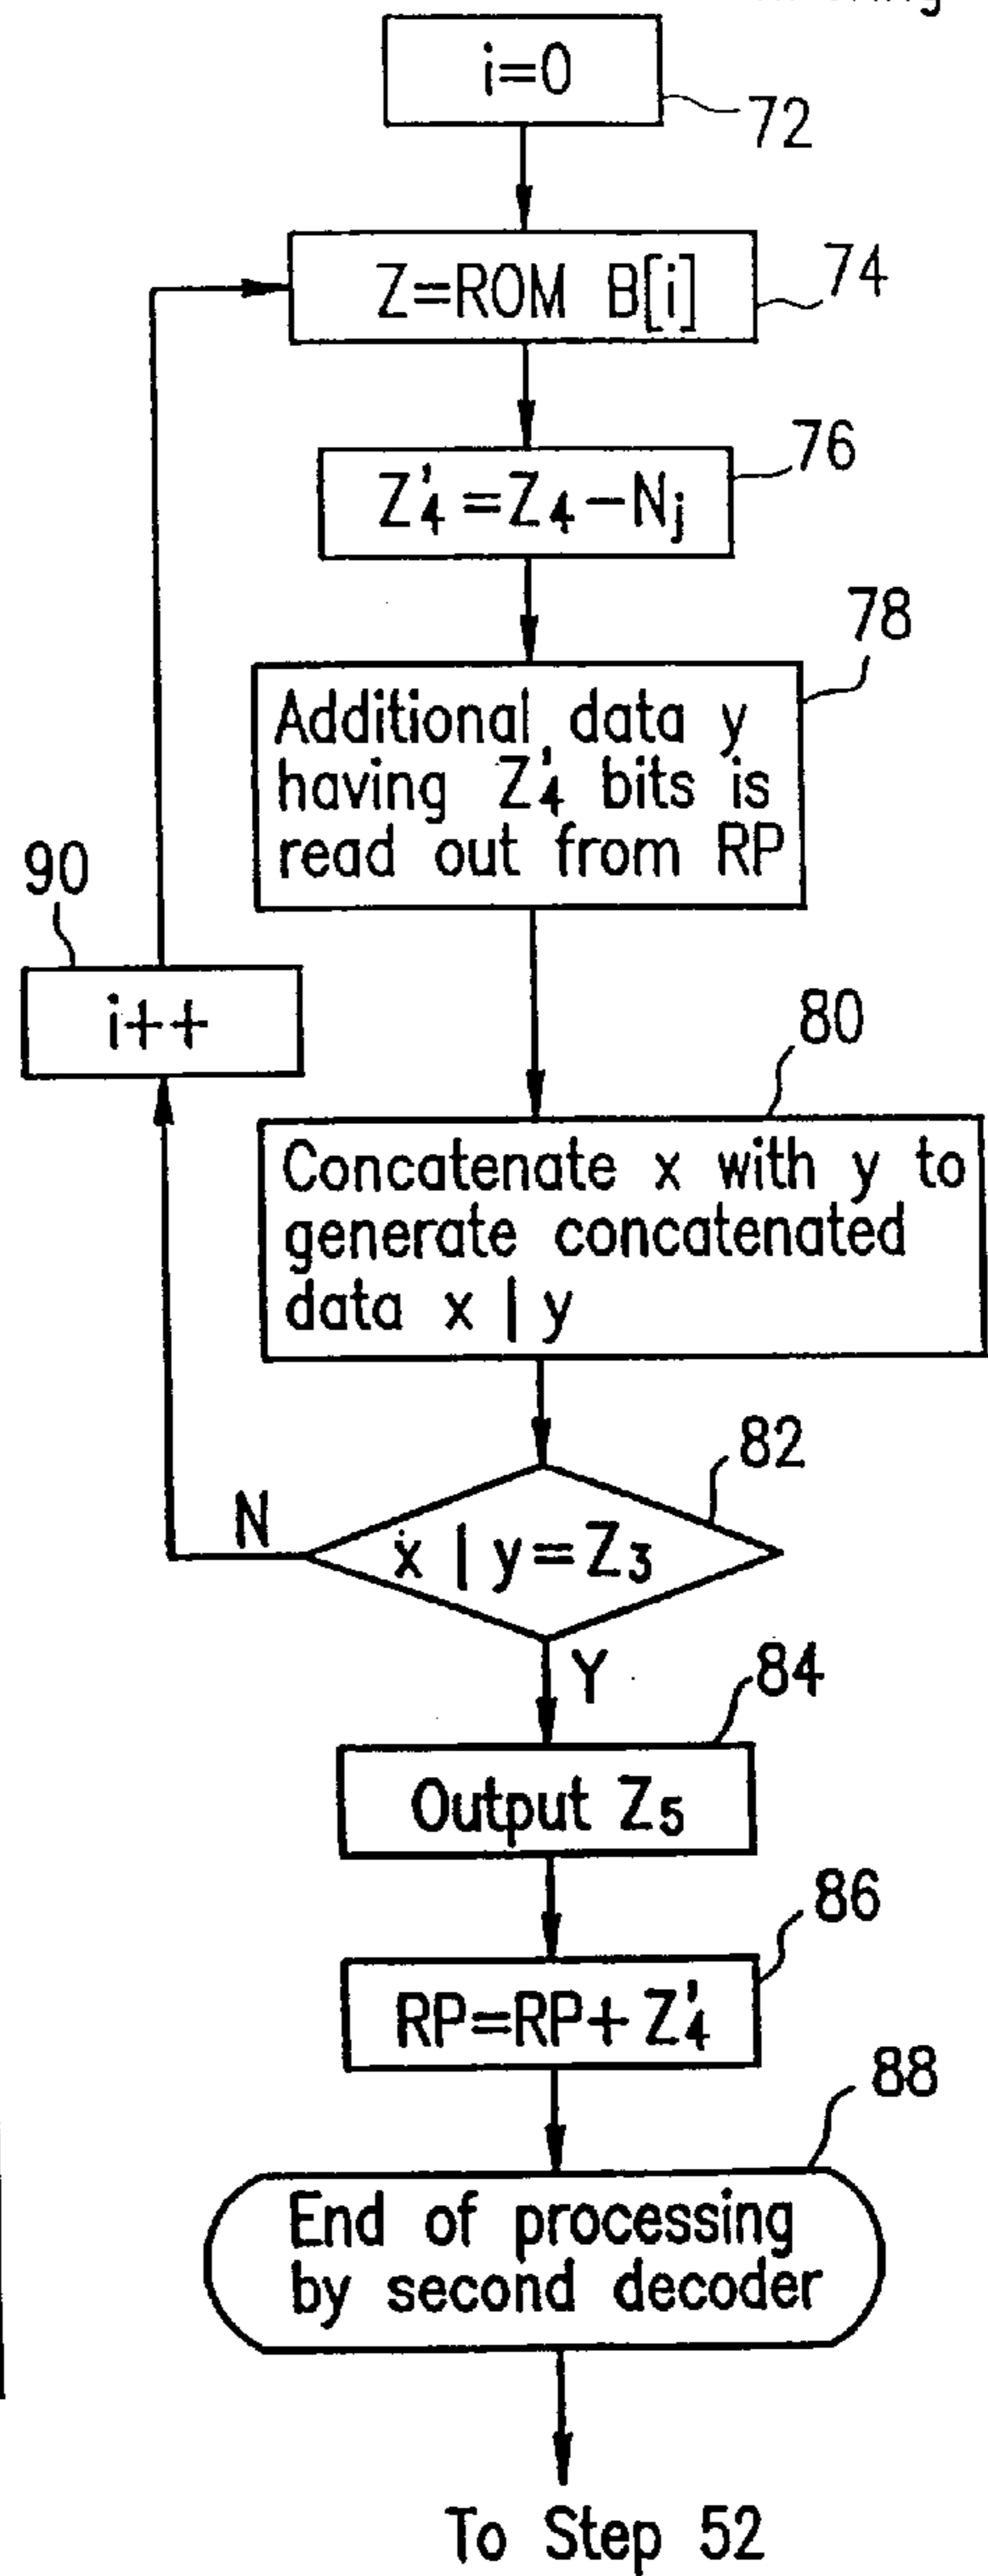 i=0
72
Z=ROM B[i]
74
Z'4=Z4-Nj
76
78
Additional data y
having Z'4 bits is
read out from RP
90
i++
80
Concatenate x with y to
generate concatenated
data x | y
82
N
x | y=Z3
Y
84
Output Z5
86
RP=RP+Z'4
88
End of processing
by second decoder
To Step 52